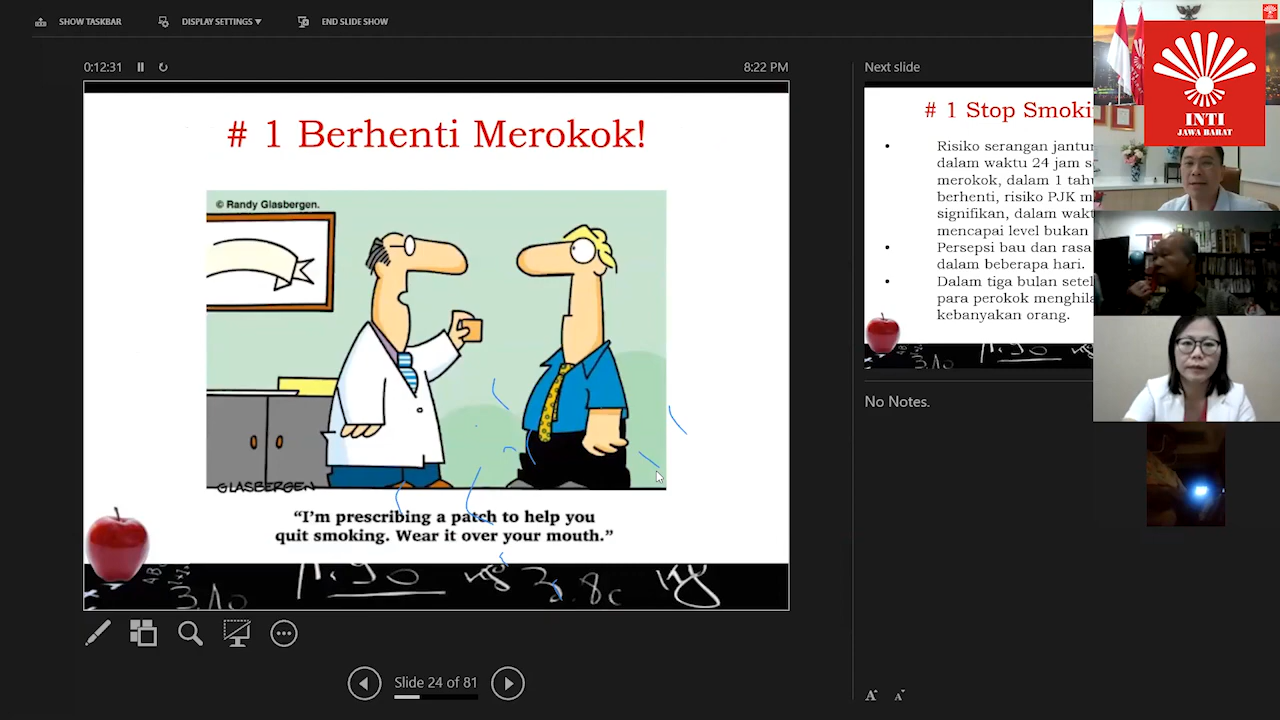 SHOW TASKBAR
DISPLAY SETTINGS
END SLIDE SHOW
0:12:31
8:22 PM
# 1 Berhenti Merokok!
© Randy Glasbergen.
GLASBERGEN
“I’m prescribing a patch to help you
quit smoking. Wear it over your mouth.”
Slide 24 of 81
Next slide
# 1 Stop Smoki
Risiko serangan jantu
dalam waktu 24 jam s
merokok, dalam 1 tah
berhenti, risiko PJK m
signifikan, dalam wakt
mencapai level bukan
Persepsi bau dan rasa
dalam beberapa hari.
Dalam tiga bulan setel
para perokok menghila
kebanyakan orang.
No Notes.
INTI
JAWA BARAT